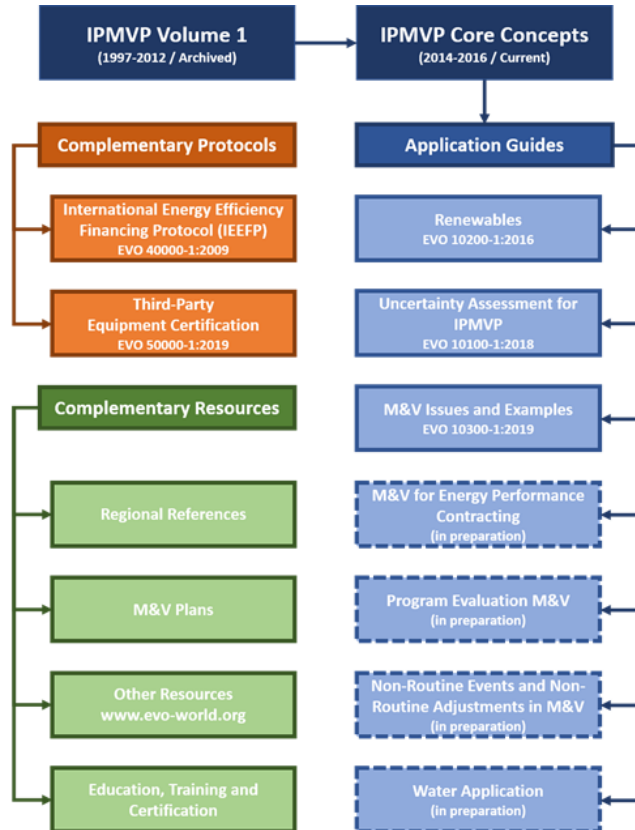 IPMVP Volume 1
(1997-2012 / Archived)
IPMVP Core Concepts
(2014-2016 / Current)
Complementary Protocols
International Energy Efficiency
Financing Protocol (IEEFP)
EVO 40000-1:2009
Third-Party
Equipment Certification
EVO 50000-1:2019
Complementary Resources
Regional References
M&V Plans
Other Resources
www.evo-world.org
Education, Training and
Certification
Application Guides
Renewables
EVO 10200-1:2016
Uncertainty Assessment for
IPMVP
EVO 10100-1:2018
M&V Issues and Examples
EVO 10300-1:2019
M&V for Energy Performance
Contracting
(in preparation)
Program Evaluation M&V
(in preparation)
Non-Routine Events and Non-
Routine Adjustments in M&V
(in preparation)
Water Application
(in preparation)